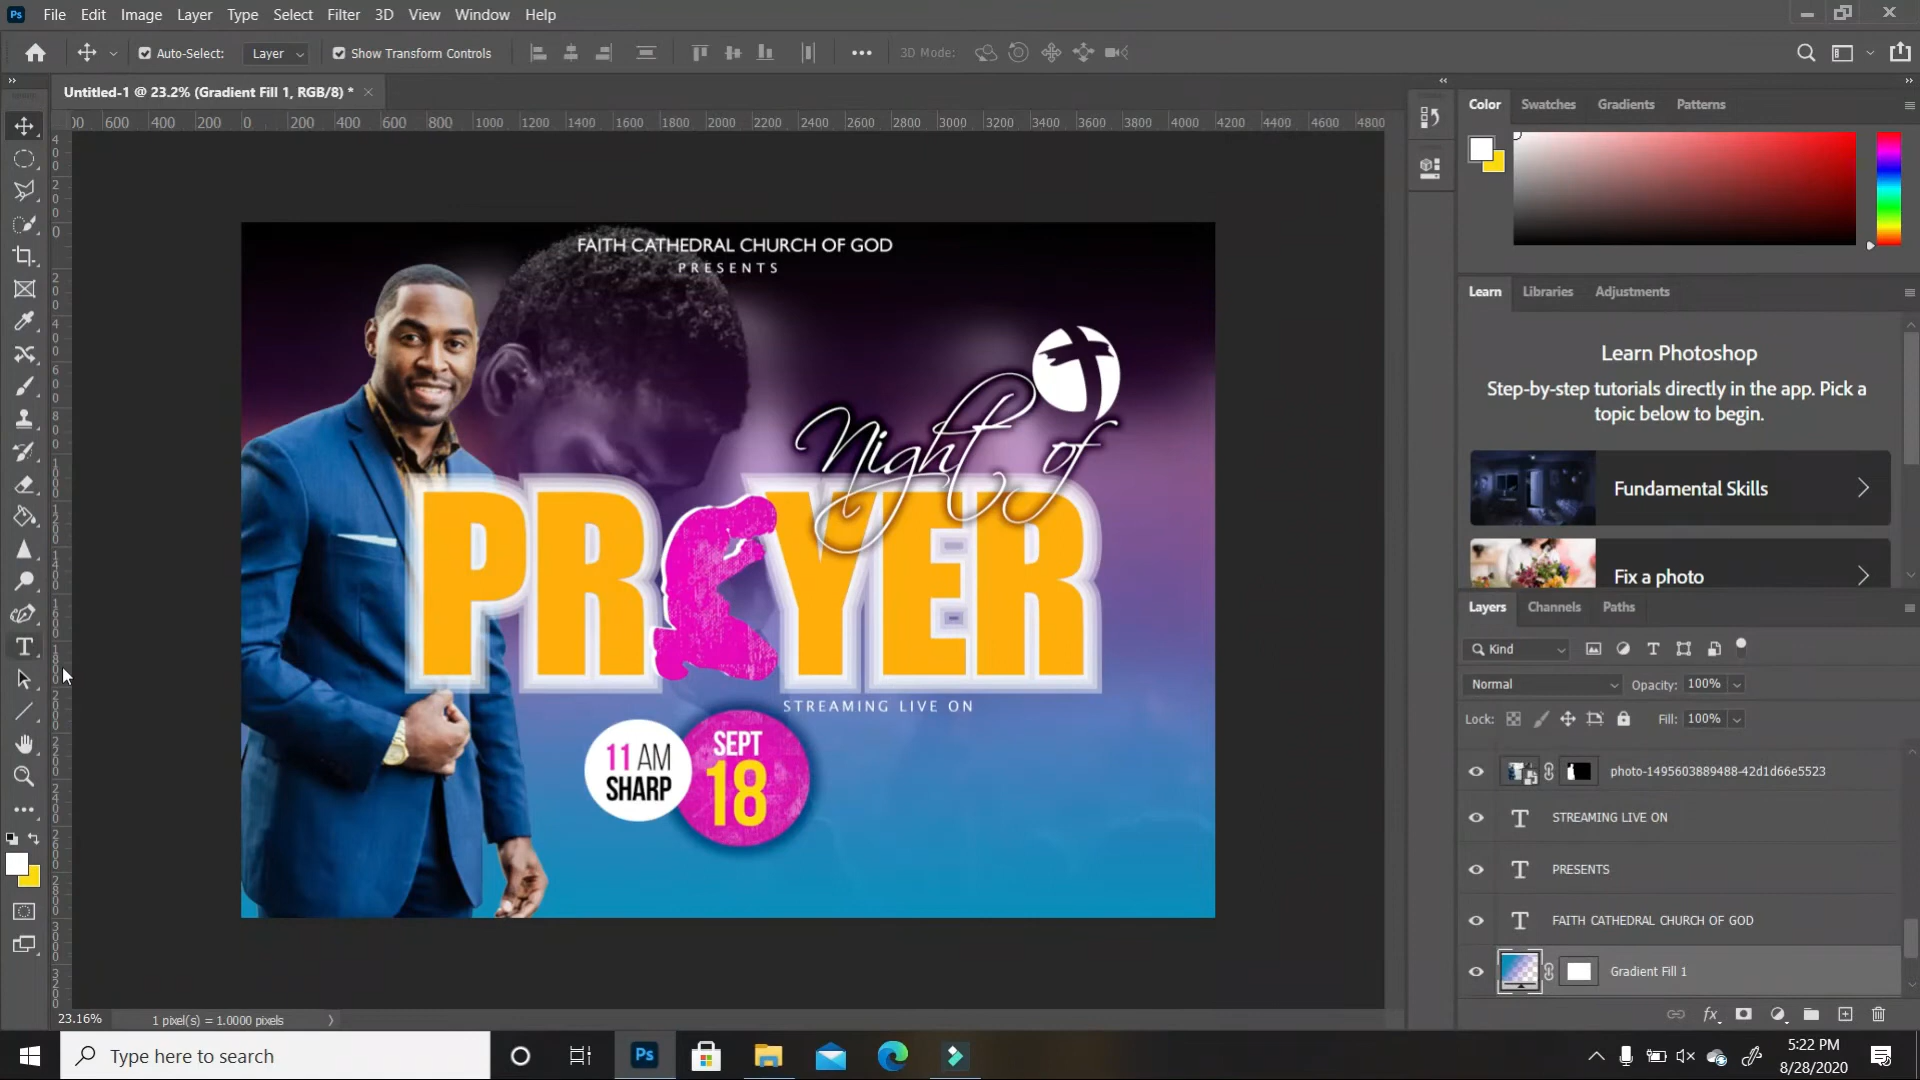 File Edit Image Layer Type Select Filter 3D View Window Help
Auto-Select: Layer Show Transform Controls 3D Mode:
Untitled-1 @ 23.2% (Gradient Fill 1, RGB/8) *
600 400 200 0 200 400 600 800 1000 1200 1400 1600 1800 2000 2200 2400 2600 2800 3000 3200 3400 3600 3800 4000 4200 4400 4600 4800
FAITH CATHEDRAL CHURCH OF GOD
PRESENTS
Night of
PR YER
STREAMING LIVE ON
11 AM
SHARP
SEPT
18
Color Swatches Gradients Patterns
Learn Libraries Adjustments
Learn Photoshop
Step-by-step tutorials directly in the app. Pick a
topic below to begin.
Fundamental Skills
Fix a photo
Layers Channels Paths
Kind
Normal Opacity: 100%
Lock: Fill: 100%
photo-1495603889488-42d1d66e5523
STREAMING LIVE ON
PRESENTS
FAITH CATHEDRAL CHURCH OF GOD
Gradient Fill 1
fx
23.16% 1 pixel(s) = 1.0000 pixels
Type here to search
Ps
5:22 PM
8/28/2020